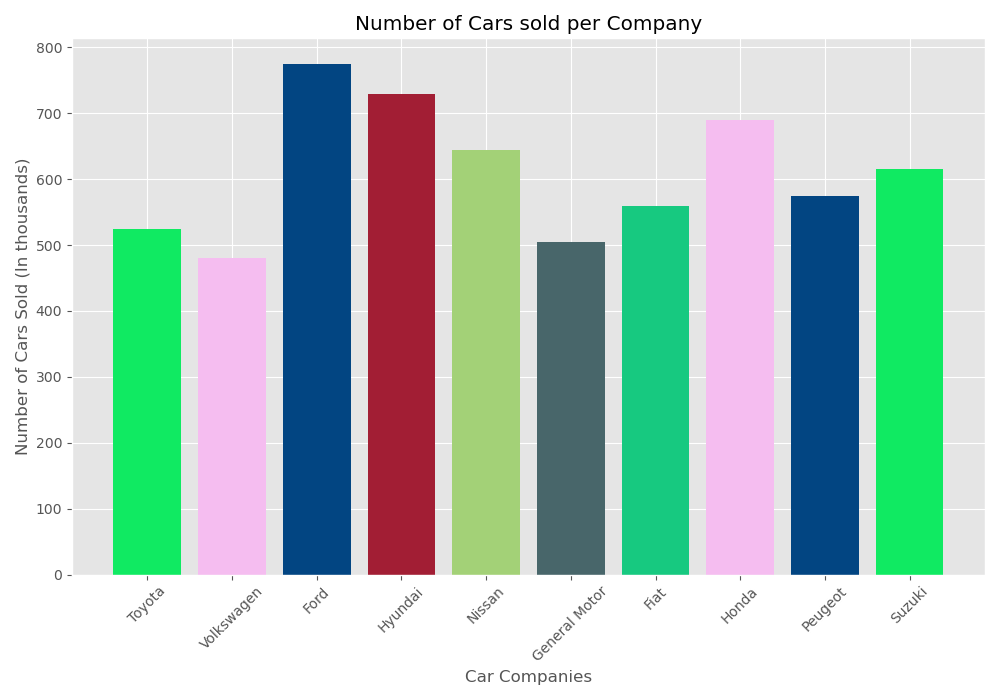 Number of Cars sold per Company
Number of Cars Sold (In thousands)
800
700
600
500
400
300
200
100
0
Toyota
Volkswagen
Ford
Hyundai
Nissan
General Motor
Fiat
Honda
Peugeot
Suzuki
Car Companies